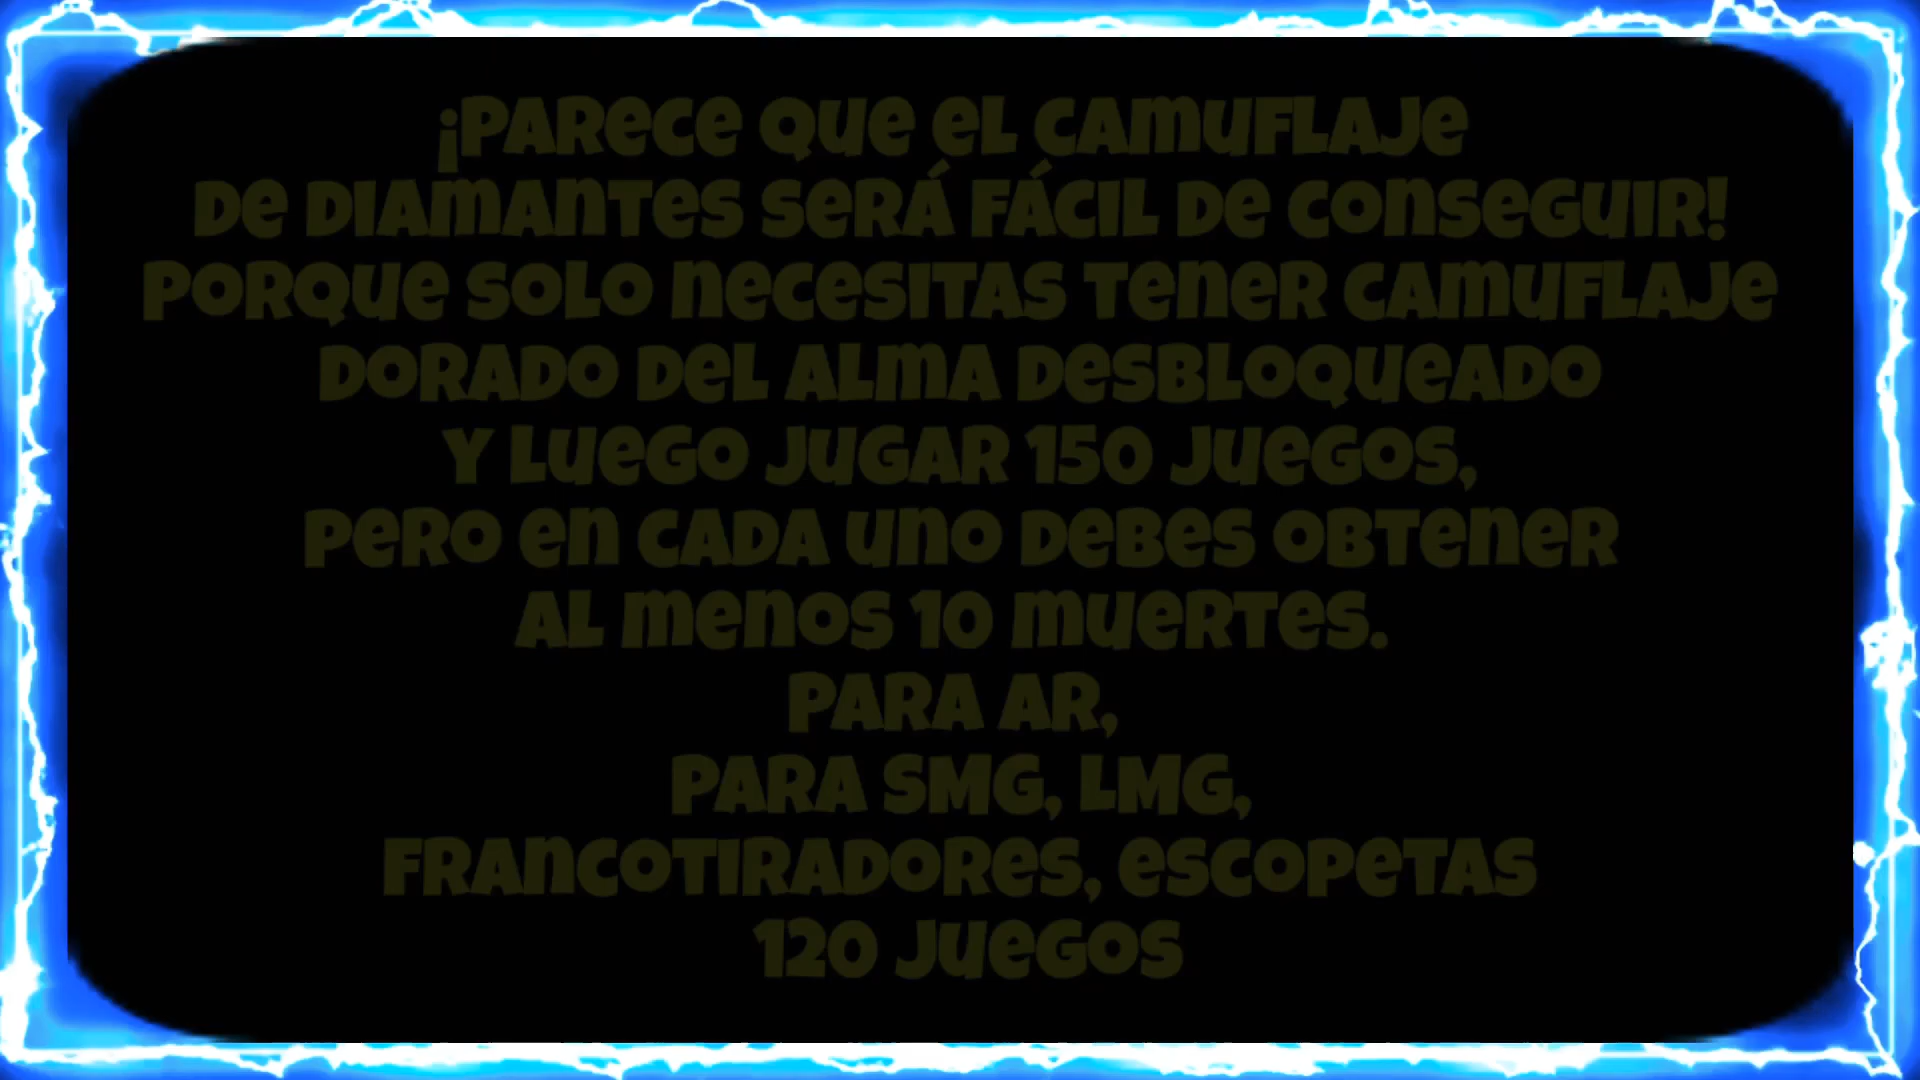 ¡PARECE QUE EL CAMUFLAJE
DE DIAMANTES SERÁ FÁCIL DE CONSEGUIR!
PORQUE SOLO NECESITAS TENER CAMUFLAJE
DORADO DEL ALMA DESBLOQUEADO
Y LUEGO JUGAR 150 JUEGOS,
PERO EN CADA UNO DEBES OBTENER
AL MENOS 10 MUERTES.
PARA AR,
PARA SMG, LMG,
FRANCOTIRADORES, ESCOPETAS
120 JUEGOS